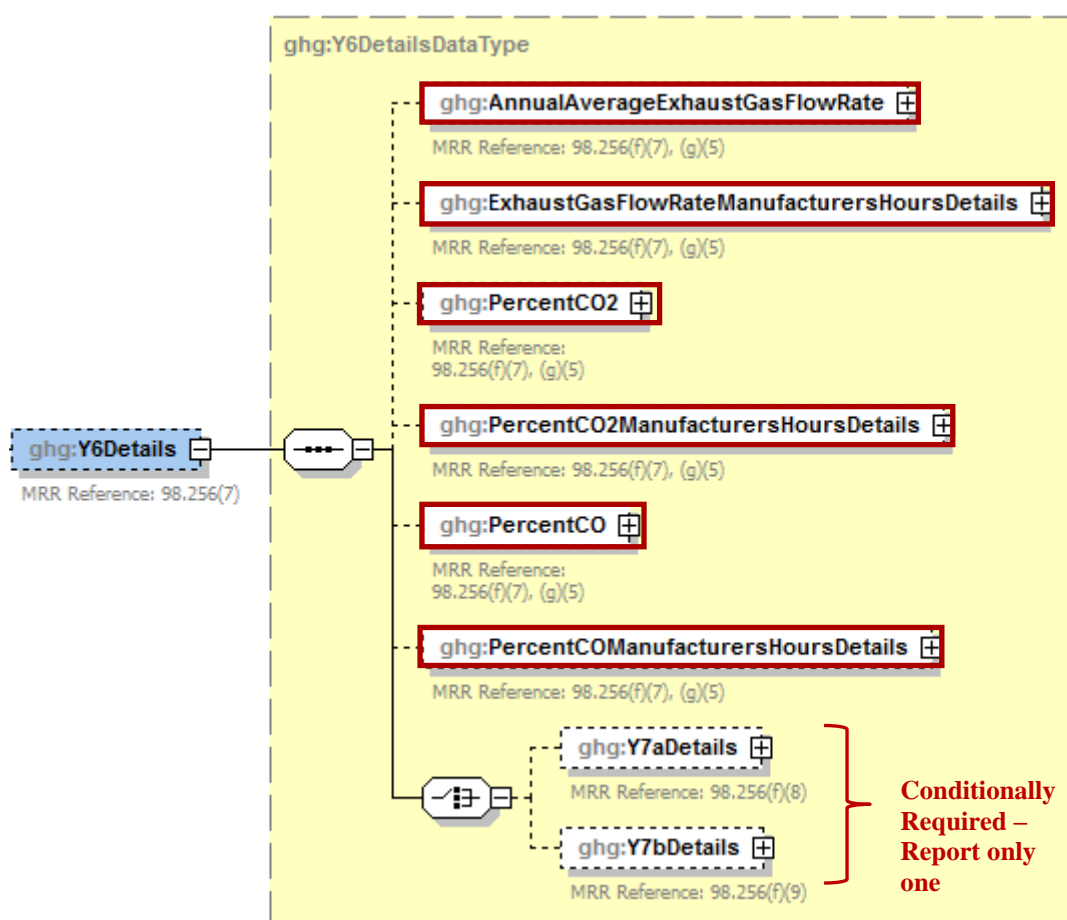 ghg:Y6DetailsDataType
ghg:AnnualAverageExhaustGasFlowRate
MRR Reference: 98.256(f)(7), (g)(5)
ghg:ExhaustGasFlowRateManufacturersHoursDetails
MRR Reference: 98.256(f)(7), (g)(5)
ghg:PercentCO2
MRR Reference:
98.256(f)(7), (g)(5)
ghg:PercentCO2ManufacturersHoursDetails
MRR Reference: 98.256(f)(7), (g)(5)
ghg:Y6Details
MRR Reference: 98.256(7)
ghg:PercentCO
MRR Reference:
98.256(f)(7), (g)(5)
ghg:PercentCOManufacturersHoursDetails
MRR Reference: 98.256(f)(7), (g)(5)
ghg:Y7aDetails
MRR Reference: 98.256(f)(8)
ghg:Y7bDetails
MRR Reference: 98.256(f)(9)
Conditionally
Required –
Report only
one